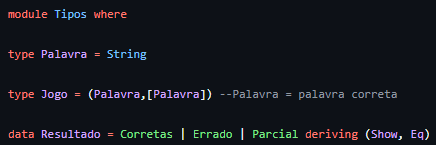 module Tipos where
type Palavra = String
type Jogo = (Palavra,[Palavra]) --Palavra = palavra correta
data Resultado = Corretas | Errado | Parcial deriving (Show, Eq)